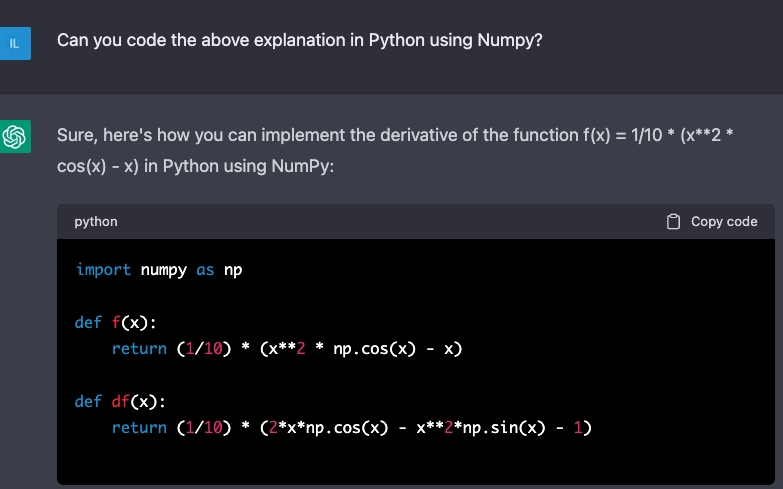 IL
Can you code the above explanation in Python using Numpy?
Sure, here's how you can implement the derivative of the function f(x) = 1/10 * (x**2 *
cos(x) - x) in Python using NumPy:
python
Copy code
import numpy as np
def f(x):
    return (1/10) * (x**2 * np.cos(x) - x)
def df(x):
    return (1/10) * (2*x*np.cos(x) - x**2*np.sin(x) - 1)